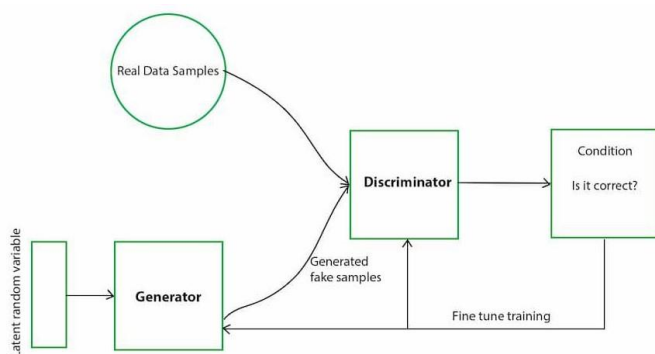 Real Data Samples
Condition
Discriminator
Is it correct?
Latent random variable
Generated
fake samples
Generator
Fine tune training